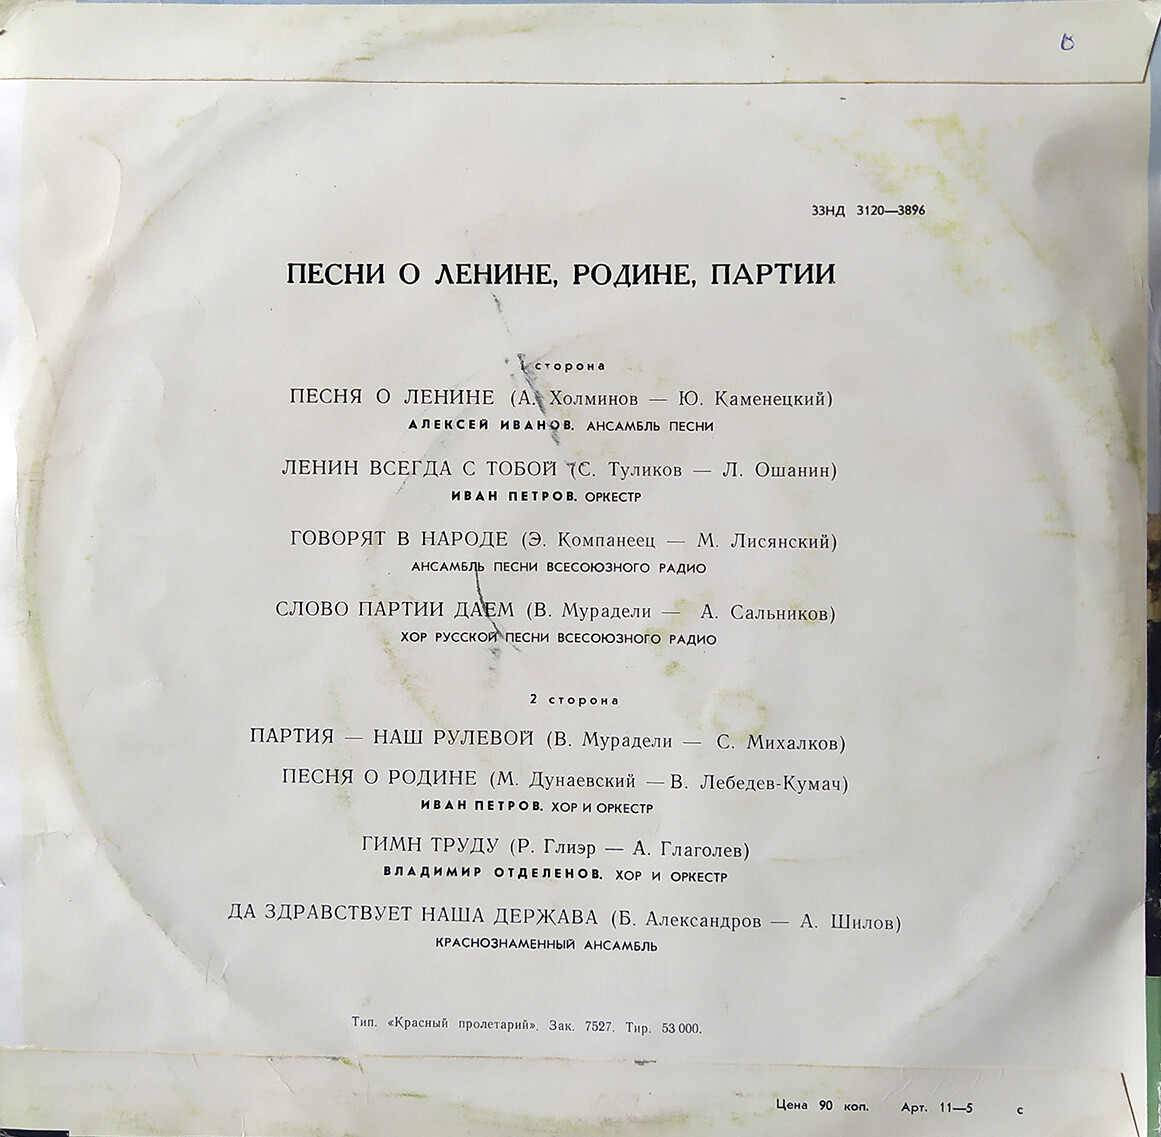 33НД 3120—3896
ПЕСНИ О ЛЕНИНЕ, РОДИНЕ, ПАРТИИ
1 сторона
ПЕСНЯ О ЛЕНИНЕ (А. Холминов — Ю. Каменецкий)
АЛЕКСЕЙ ИВАНОВ. АНСАМБЛЬ ПЕСНИ
ЛЕНИН ВСЕГДА С ТОБОЙ (С. Туликов — Л. Ошанин)
ИВАН ПЕТРОВ. ОРКЕСТР
ГОВОРЯТ В НАРОДЕ (Э. Компанеец — М. Лисянский)
АНСАМБЛЬ ПЕСНИ ВСЕСОЮЗНОГО РАДИО
СЛОВО ПАРТИИ ДАЕМ (В. Мурадели — А. Сальников)
ХОР РУССКОЙ ПЕСНИ ВСЕСОЮЗНОГО РАДИО
2 сторона
ПАРТИЯ — НАШ РУЛЕВОЙ (В. Мурадели — С. Михалков)
ПЕСНЯ О РОДИНЕ (М. Дунаевский — В. Лебедев-Кумач)
ИВАН ПЕТРОВ. ХОР И ОРКЕСТР
ГИМН ТРУДУ (Р. Глиэр — А. Глаголев)
ВЛАДИМИР ОТДЕЛЕНОВ. ХОР И ОРКЕСТР
ДА ЗДРАВСТВУЕТ НАША ДЕРЖАВА (Б. Александров — А. Шилов)
КРАСНОЗНАМЕННЫЙ АНСАМБЛЬ
Тип. «Красный пролетарий». Зак. 7527. Тир. 53 000.
Цена 90 коп. Арт. 11—5 с